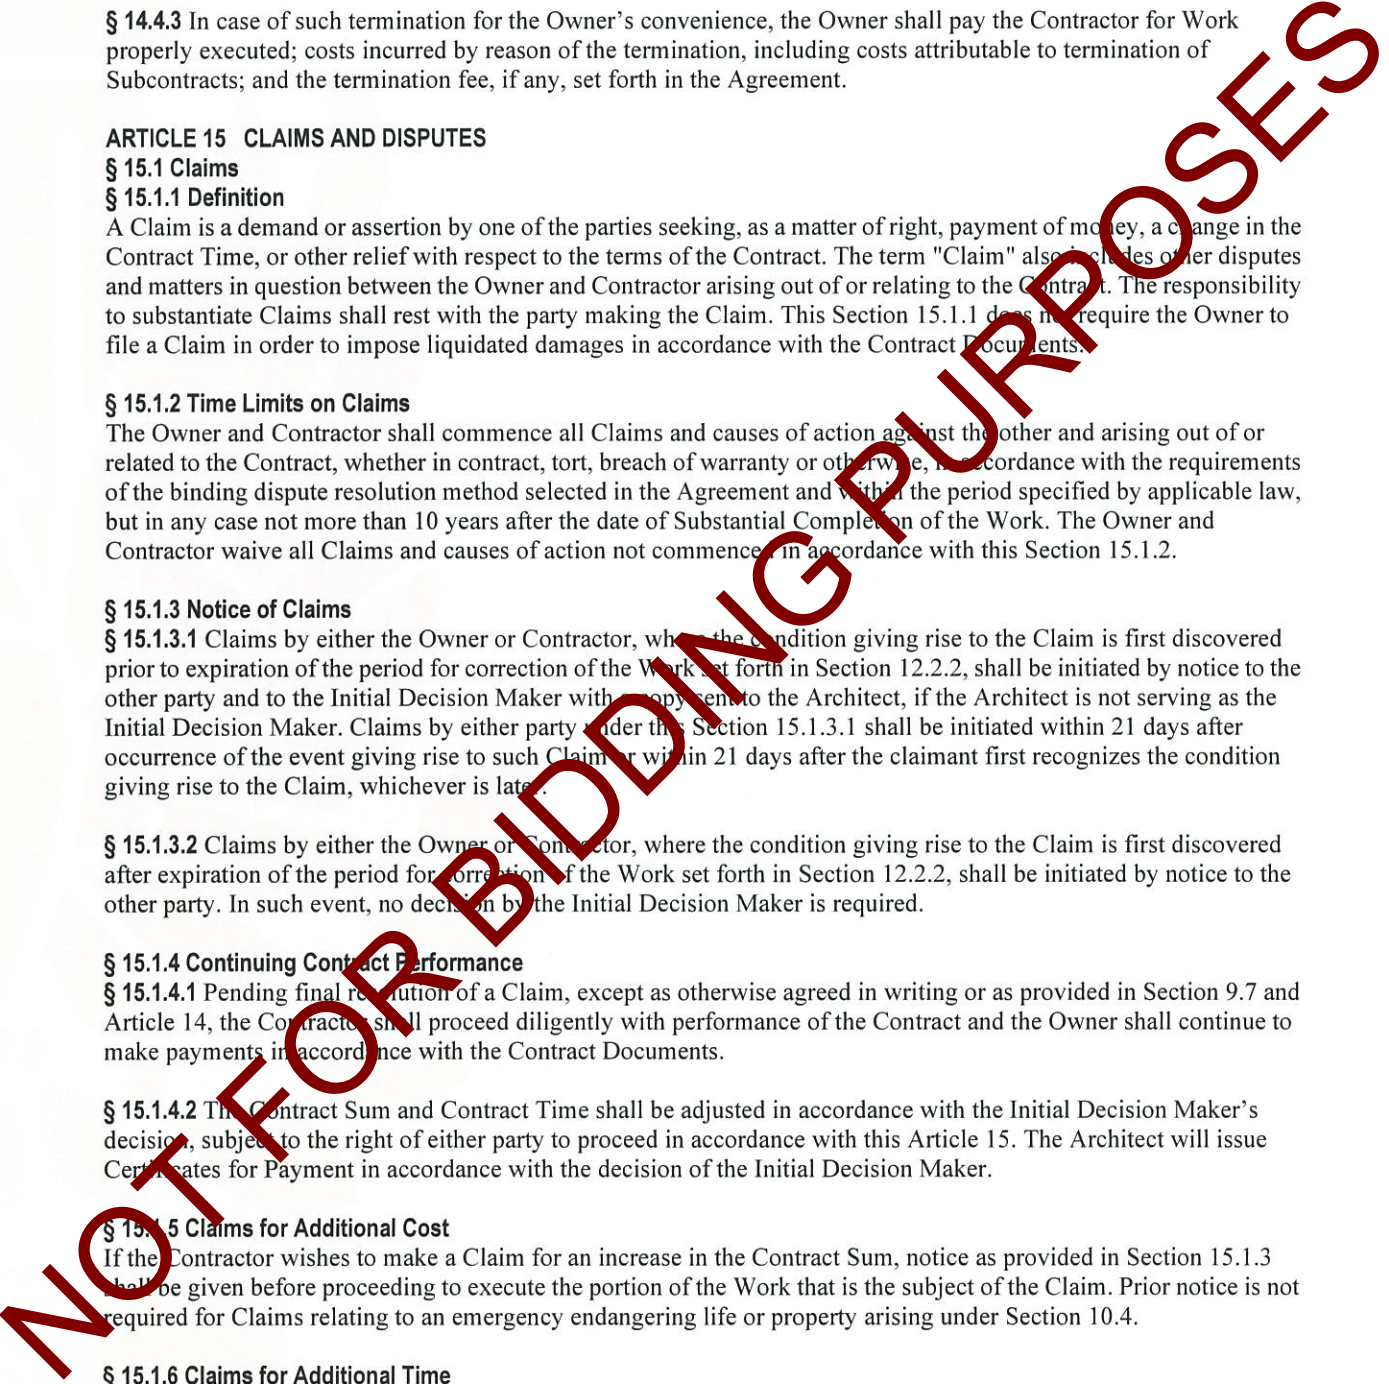 § 14.4.3 In case of such termination for the Owner's convenience, the Owner shall pay the Contractor for Work
properly executed; costs incurred by reason of the termination, including costs attributable to termination of
Subcontracts; and the termination fee, if any, set forth in the Agreement.
ARTICLE 15 CLAIMS AND DISPUTES
§ 15.1 Claims
§ 15.1.1 Definition
A Claim is a demand or assertion by one of the parties seeking, as a matter of right, payment of money, a change in the
Contract Time, or other relief with respect to the terms of the Contract. The term "Claim" also includes other disputes
and matters in question between the Owner and Contractor arising out of or relating to the Contract. The responsibility
to substantiate Claims shall rest with the party making the Claim. This Section 15.1.1 does not require the Owner to
file a Claim in order to impose liquidated damages in accordance with the Contract Documents.
§ 15.1.2 Time Limits on Claims
The Owner and Contractor shall commence all Claims and causes of action against the other and arising out of or
related to the Contract, whether in contract, tort, breach of warranty or otherwise, in accordance with the requirements
of the binding dispute resolution method selected in the Agreement and within the period specified by applicable law,
but in any case not more than 10 years after the date of Substantial Completion of the Work. The Owner and
Contractor waive all Claims and causes of action not commenced in accordance with this Section 15.1.2.
§ 15.1.3 Notice of Claims
§ 15.1.3.1 Claims by either the Owner or Contractor, where the condition giving rise to the Claim is first discovered
prior to expiration of the period for correction of the Work set forth in Section 12.2.2, shall be initiated by notice to the
other party and to the Initial Decision Maker with a copy sent to the Architect, if the Architect is not serving as the
Initial Decision Maker. Claims by either party under this Section 15.1.3.1 shall be initiated within 21 days after
occurrence of the event giving rise to such Claim or within 21 days after the claimant first recognizes the condition
giving rise to the Claim, whichever is later.
§ 15.1.3.2 Claims by either the Owner or Contractor, where the condition giving rise to the Claim is first discovered
after expiration of the period for correction of the Work set forth in Section 12.2.2, shall be initiated by notice to the
other party. In such event, no decision by the Initial Decision Maker is required.
§ 15.1.4 Continuing Contract Performance
§ 15.1.4.1 Pending final resolution of a Claim, except as otherwise agreed in writing or as provided in Section 9.7 and
Article 14, the Contractor shall proceed diligently with performance of the Contract and the Owner shall continue to
make payments in accordance with the Contract Documents.
§ 15.1.4.2 The Contract Sum and Contract Time shall be adjusted in accordance with the Initial Decision Maker's
decision, subject to the right of either party to proceed in accordance with this Article 15. The Architect will issue
Certificates for Payment in accordance with the decision of the Initial Decision Maker.
§ 15.1.5 Claims for Additional Cost
If the Contractor wishes to make a Claim for an increase in the Contract Sum, notice as provided in Section 15.1.3
shall be given before proceeding to execute the portion of the Work that is the subject of the Claim. Prior notice is not
required for Claims relating to an emergency endangering life or property arising under Section 10.4.
§ 15.1.6 Claims for Additional Time
NOT FOR BIDDING PURPOSES